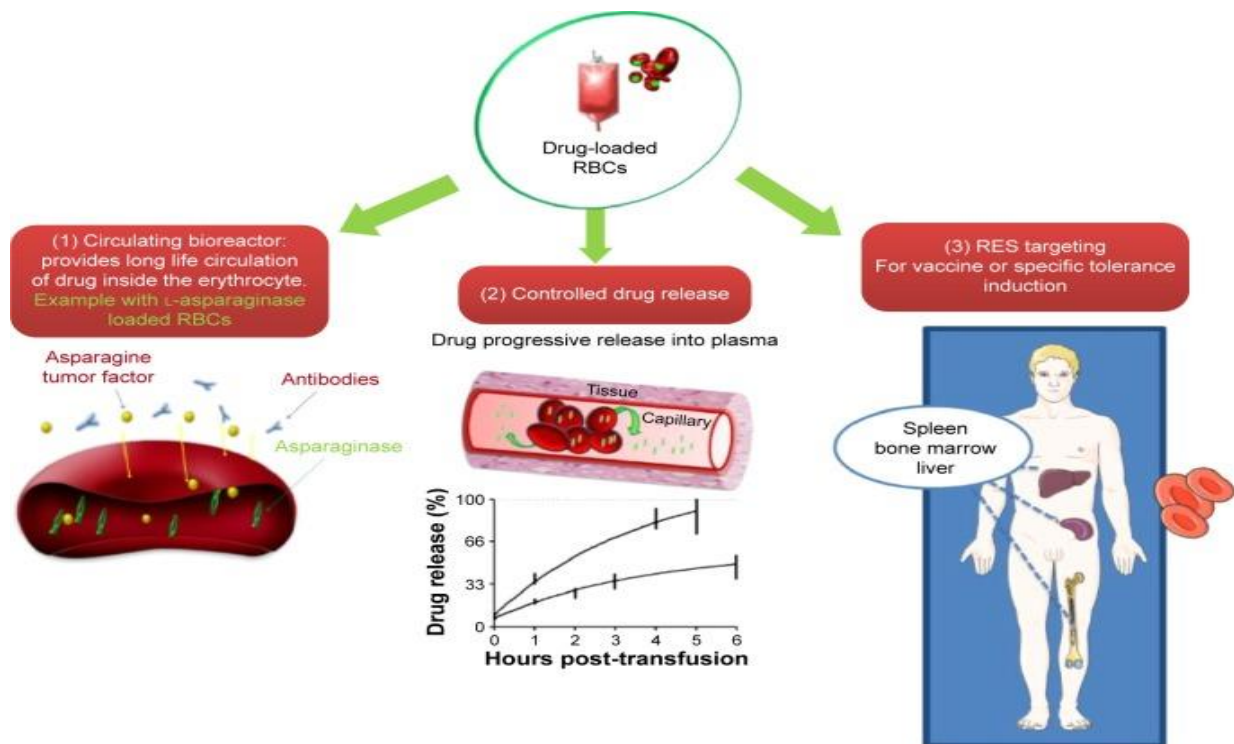 Drug-loaded
RBCs
(1) Circulating bioreactor:
provides long life circulation
of drug inside the erythrocyte.
Example with L-asparaginase
loaded RBCs
Asparagine
tumor factor
Antibodies
Asparaginase
(2) Controlled drug release
Drug progressive release into plasma
Tissue
Capillary
Drug release (%)
100
66
33
0
0 1 2 3 4 5 6
Hours post-transfusion
(3) RES targeting
For vaccine or specific tolerance
induction
Spleen
bone marrow
liver